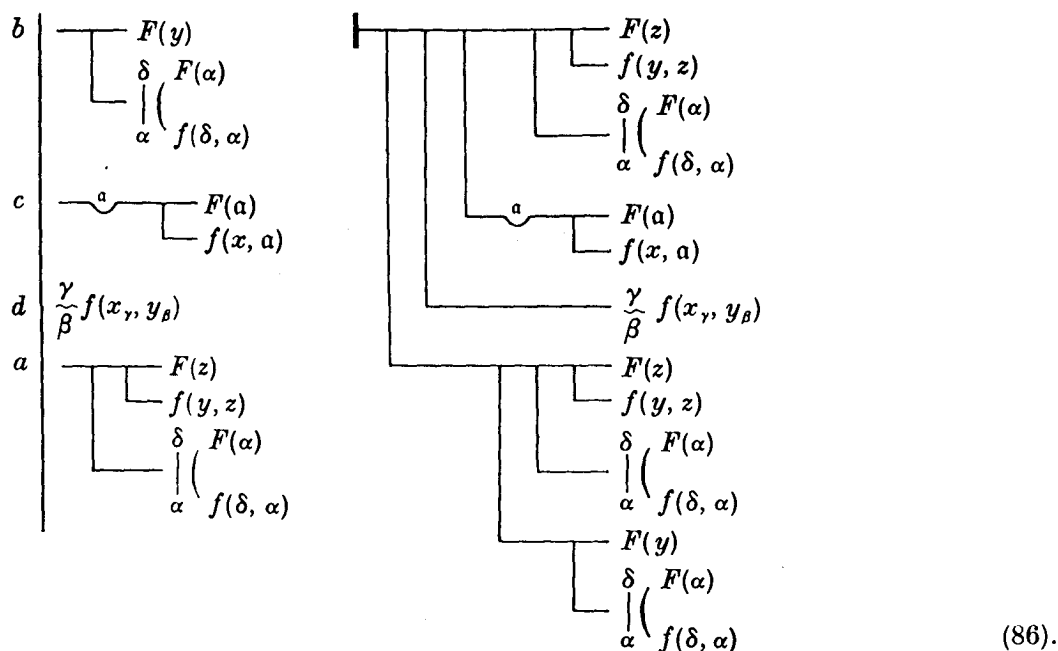 b F(y) F(z)
f(y, z)
δ F(α) δ F(α)
α f(δ, α) α f(δ, α)
c 𝔞 F(𝔞) 𝔞 F(𝔞)
f(x, 𝔞) f(x, 𝔞)
d γ γ
f(x_γ, y_β) f(x_γ, y_β)
β β
a F(z) F(z)
f(y, z) f(y, z)
δ F(α) δ F(α)
α f(δ, α) α f(δ, α)
F(y)
δ F(α)
α f(δ, α)
(86).